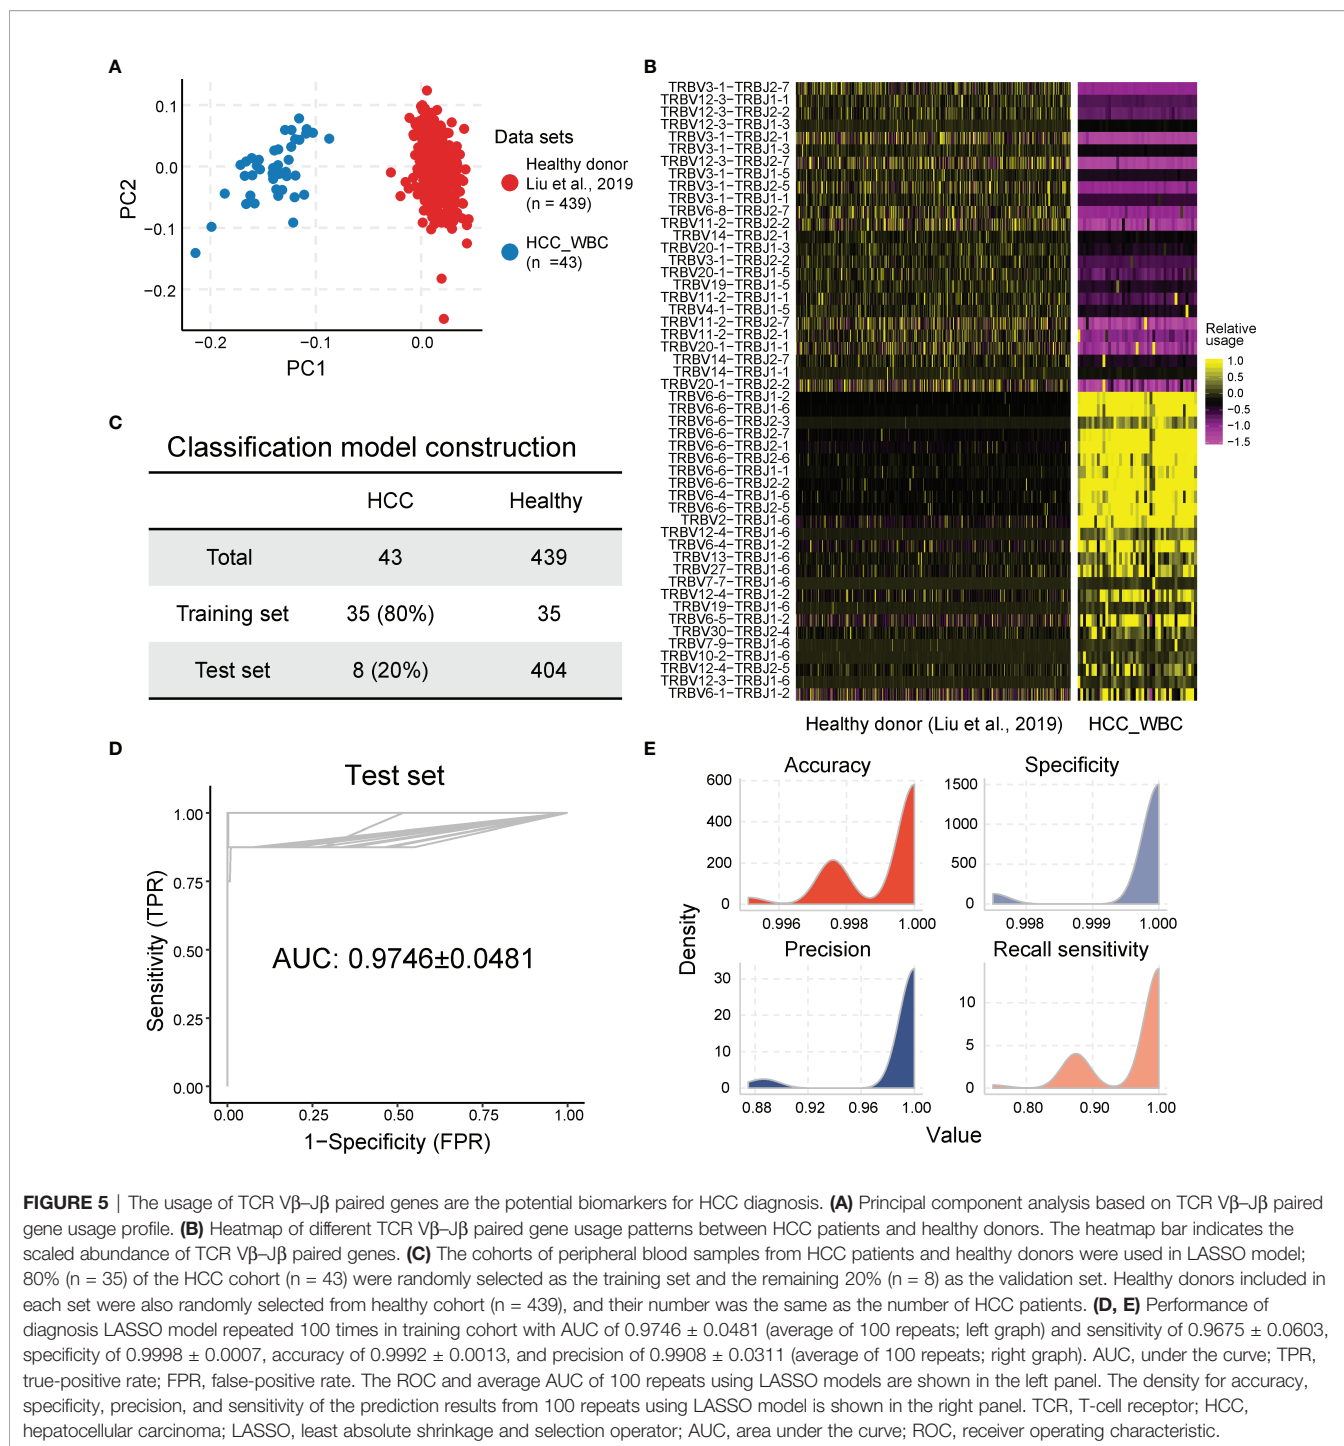 A
0.1
0.0
−0.1
−0.2
PC2
−0.2
−0.1
0.0
PC1
Data sets
Healthy donor
Liu et al., 2019
(n = 439)
HCC_WBC
(n =43)
B
TRBV3-1−TRBJ2-7
TRBV12-3−TRBJ1-1
TRBV12-3−TRBJ2-2
TRBV12-3−TRBJ1-3
TRBV3-1−TRBJ2-1
TRBV3-1−TRBJ1-3
TRBV12-3−TRBJ2-7
TRBV3-1−TRBJ1-5
TRBV3-1−TRBJ2-5
TRBV3-1−TRBJ1-1
TRBV6-8−TRBJ2-7
TRBV11-2−TRBJ2-2
TRBV14−TRBJ2-1
TRBV20-1−TRBJ1-3
TRBV3-1−TRBJ2-2
TRBV20-1−TRBJ1-5
TRBV19−TRBJ1-5
TRBV11-2−TRBJ1-1
TRBV4-1−TRBJ1-5
TRBV11-2−TRBJ2-7
TRBV11-2−TRBJ2-1
TRBV20-1−TRBJ1-1
TRBV14−TRBJ2-7
TRBV14−TRBJ1-1
TRBV20-1−TRBJ2-2
TRBV6-6−TRBJ1-2
TRBV6-6−TRBJ1-6
TRBV6-6−TRBJ2-3
TRBV6-6−TRBJ2-7
TRBV6-6−TRBJ2-1
TRBV6-6−TRBJ2-6
TRBV6-6−TRBJ1-1
TRBV6-6−TRBJ2-2
TRBV6-4−TRBJ1-6
TRBV6-6−TRBJ2-5
TRBV2−TRBJ1-6
TRBV12-4−TRBJ1-6
TRBV6-4−TRBJ1-2
TRBV13−TRBJ1-6
TRBV27−TRBJ1-6
TRBV7-7−TRBJ1-6
TRBV12-4−TRBJ1-2
TRBV19−TRBJ1-6
TRBV6-5−TRBJ1-2
TRBV30−TRBJ2-4
TRBV7-9−TRBJ1-6
TRBV10-2−TRBJ1-6
TRBV12-4−TRBJ2-5
TRBV12-3−TRBJ1-6
TRBV6-1−TRBJ1-2
Healthy donor (Liu et al., 2019)
HCC_WBC
Relative
usage
1.0
0.5
0.0
−0.5
−1.0
−1.5
C
Classification model construction
HCC Healthy
Total 43 439
Training set 35 (80%) 35
Test set 8 (20%) 404
D
Test set
1.00
0.75
0.50
0.25
0.00
Sensitivity (TPR)
AUC: 0.9746±0.0481
0.00 0.25 0.50 0.75 1.00
1−Specificity (FPR)
E
Accuracy
600
400
200
0
0.996 0.998 1.000
Specificity
1500
1000
500
0
0.998 0.999 1.000
Density
Precision
30
20
10
0
0.88 0.92 0.96 1.00
Recall sensitivity
10
5
0
0.80 0.90 1.00
Value
FIGURE 5 | The usage of TCR Vβ–Jβ paired genes are the potential biomarkers for HCC diagnosis. (A) Principal component analysis based on TCR Vβ–Jβ paired
gene usage profile. (B) Heatmap of different TCR Vβ–Jβ paired gene usage patterns between HCC patients and healthy donors. The heatmap bar indicates the
scaled abundance of TCR Vβ–Jβ paired genes. (C) The cohorts of peripheral blood samples from HCC patients and healthy donors were used in LASSO model;
80% (n = 35) of the HCC cohort (n = 43) were randomly selected as the training set and the remaining 20% (n = 8) as the validation set. Healthy donors included in
each set were also randomly selected from healthy cohort (n = 439), and their number was the same as the number of HCC patients. (D, E) Performance of
diagnosis LASSO model repeated 100 times in training cohort with AUC of 0.9746 ± 0.0481 (average of 100 repeats; left graph) and sensitivity of 0.9675 ± 0.0603,
specificity of 0.9998 ± 0.0007, accuracy of 0.9992 ± 0.0013, and precision of 0.9908 ± 0.0311 (average of 100 repeats; right graph). AUC, under the curve; TPR,
true-positive rate; FPR, false-positive rate. The ROC and average AUC of 100 repeats using LASSO models are shown in the left panel. The density for accuracy,
specificity, precision, and sensitivity of the prediction results from 100 repeats using LASSO model is shown in the right panel. TCR, T-cell receptor; HCC,
hepatocellular carcinoma; LASSO, least absolute shrinkage and selection operator; AUC, area under the curve; ROC, receiver operating characteristic.